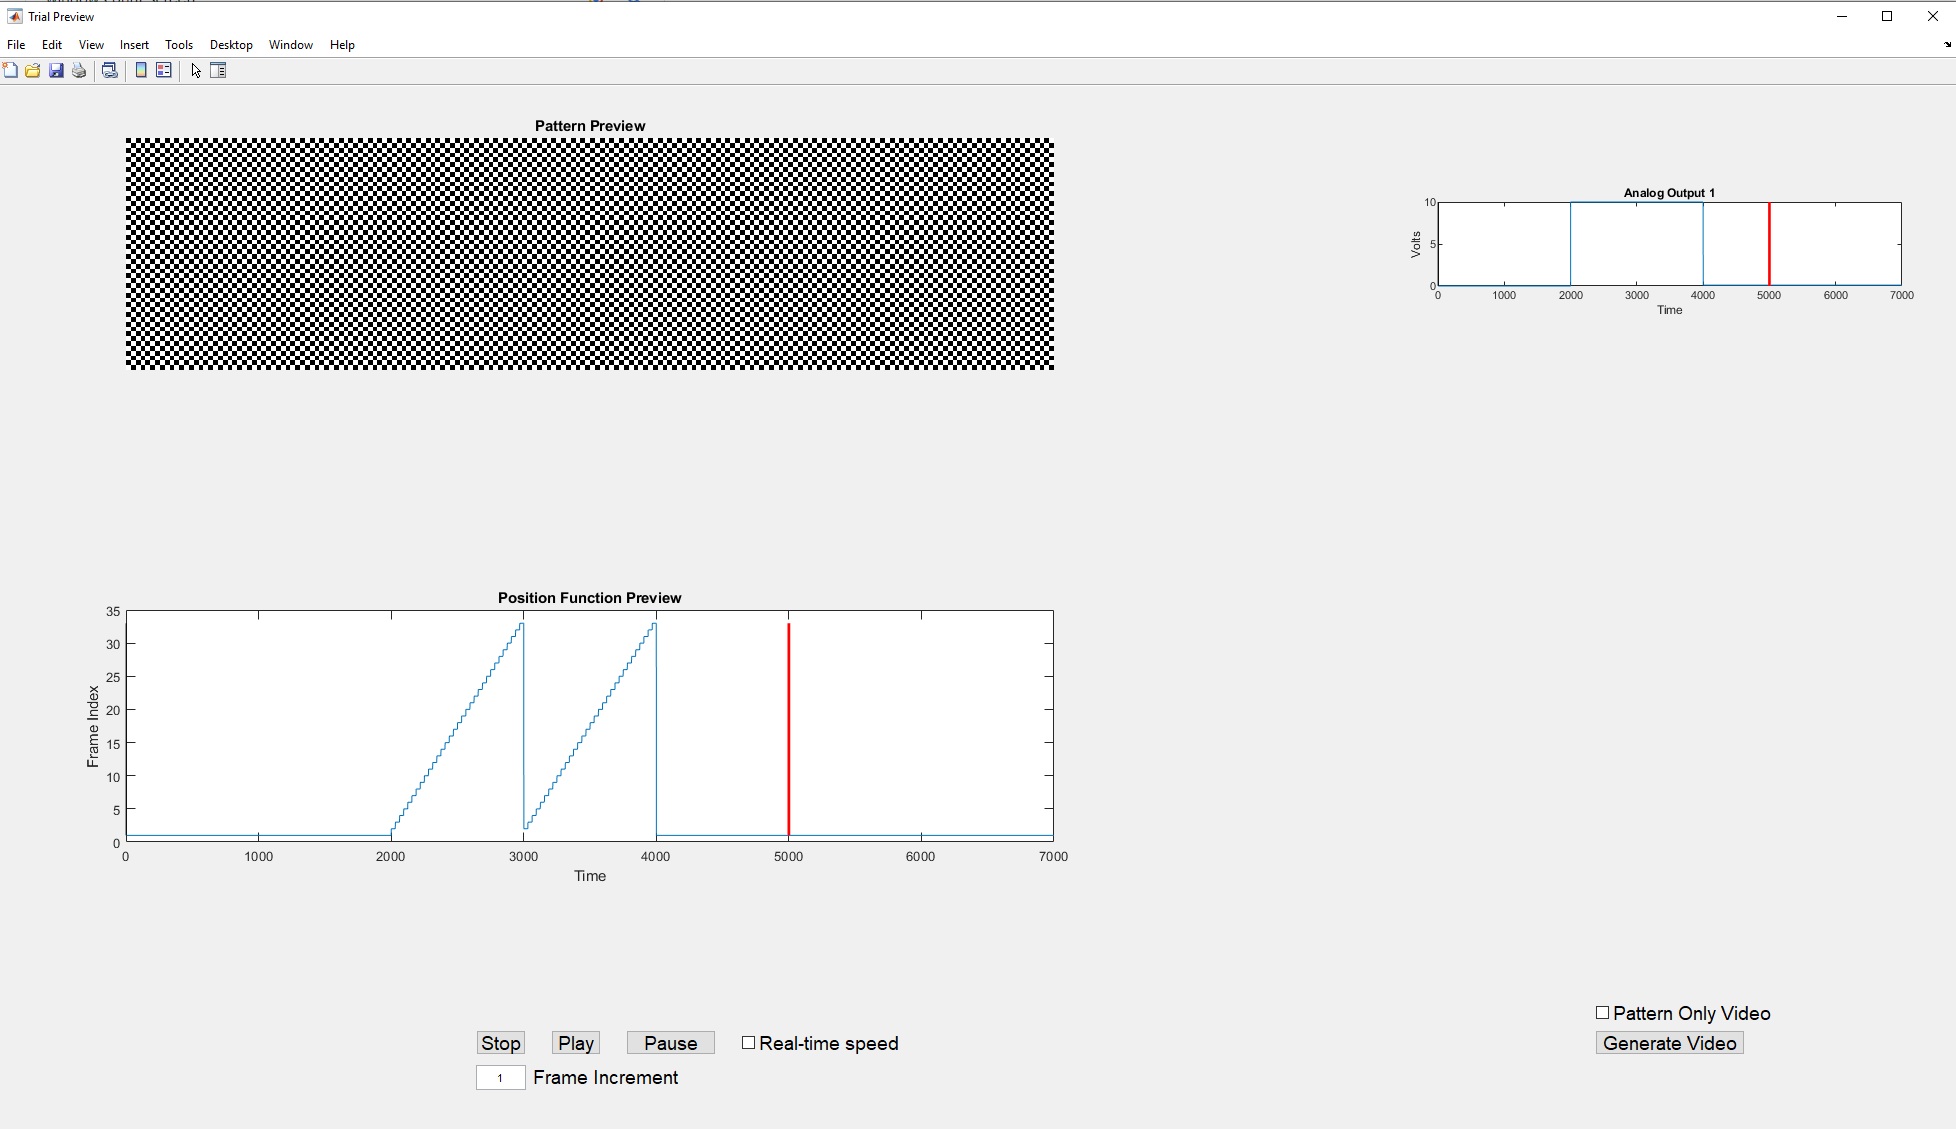 Trial Preview
File Edit View Insert Tools Desktop Window Help
Pattern Preview
Analog Output 1
10
5
0
Volts
0 1000 2000 3000 4000 5000 6000 7000
Time
Position Function Preview
35
30
25
20
15
10
5
0
Frame Index
0 1000 2000 3000 4000 5000 6000 7000
Time
Pattern Only Video
Stop Play Pause Real-time speed Generate Video
1 Frame Increment